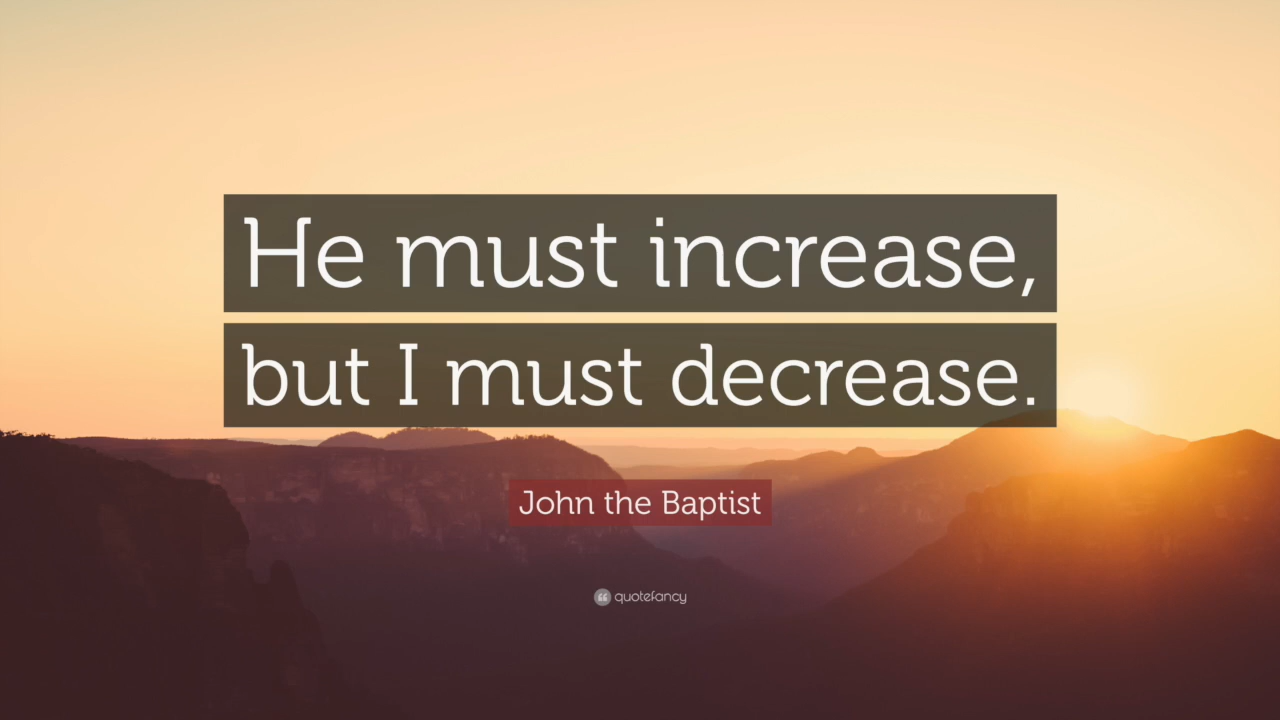 He must increase,
but I must decrease.
John the Baptist
quotefancy